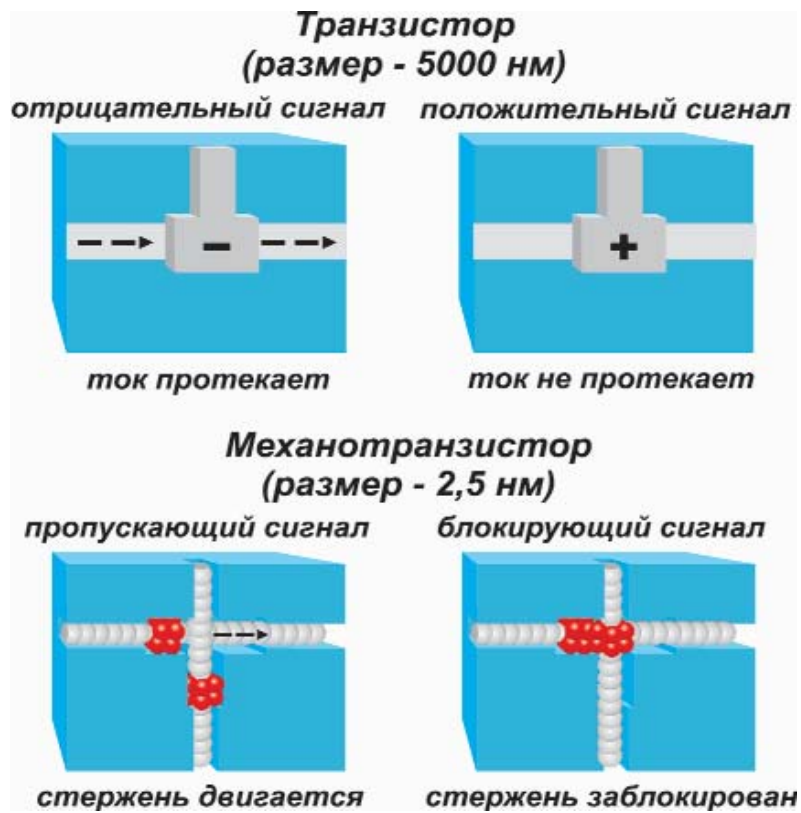 Транзистор
(размер - 5000 нм)
отрицательный сигнал положительный сигнал
- +
ток протекает ток не протекает
Механотранзистор
(размер - 2,5 нм)
пропускающий сигнал блокирующий сигнал
стержень двигается стержень заблокирован